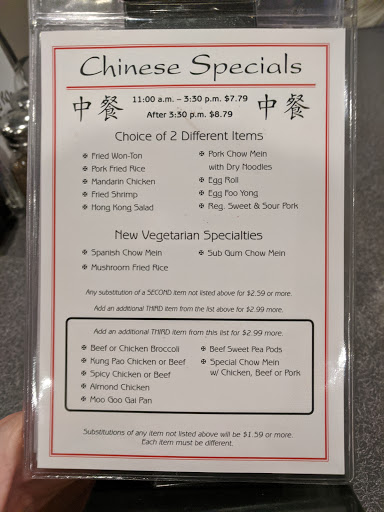 Chinese Specials
中餐 11:00 a.m. – 3:30 p.m. $7.79 中餐
After 3:30 p.m. $8.79
Choice of 2 Different Items
✠ Fried Won-Ton
✠ Pork Fried Rice
✠ Mandarin Chicken
✠ Fried Shrimp
✠ Hong Kong Salad
✠ Pork Chow Mein
with Dry Noodles
✠ Egg Roll
✠ Egg Foo Yong
✠ Reg. Sweet & Sour Pork
New Vegetarian Specialties
✠ Spanish Chow Mein
✠ Mushroom Fried Rice
✠ Sub Gum Chow Mein
Any substitution of a SECOND item not listed above for $2.59 or more.
Add an additional THIRD item from the list above for $2.99 more.
Add an additional THIRD item from this list for $2.99 more.
✠ Beef or Chicken Broccoli
✠ Kung Pao Chicken or Beef
✠ Spicy Chicken or Beef
✠ Almond Chicken
✠ Moo Goo Gai Pan
✠ Beef Sweet Pea Pods
✠ Special Chow Mein
w/ Chicken, Beef or Pork
Substitutions of any item not listed above will be $1.59 or more.
Each item must be different.